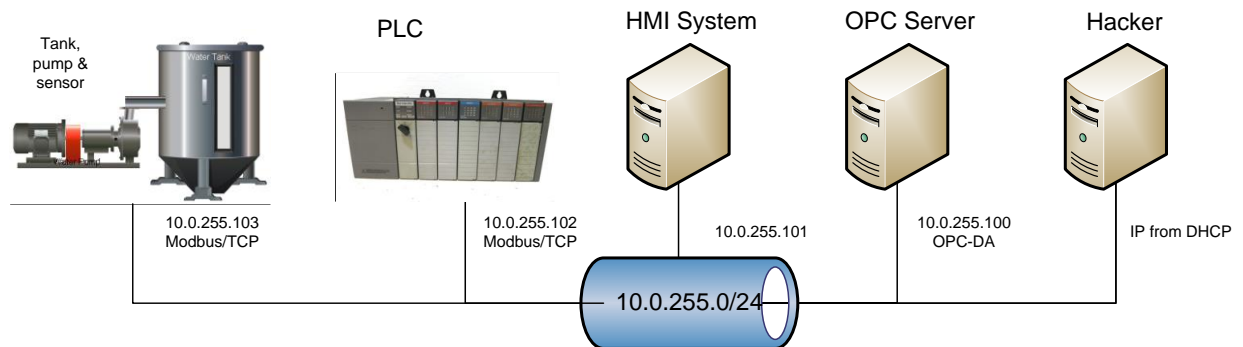 Tank,
pump &
sensor
Water Tank
Water Pump
PLC
HMI System
OPC Server
Hacker
10.0.255.103
Modbus/TCP
10.0.255.102
Modbus/TCP
10.0.255.101
10.0.255.100
OPC-DA
IP from DHCP
10.0.255.0/24